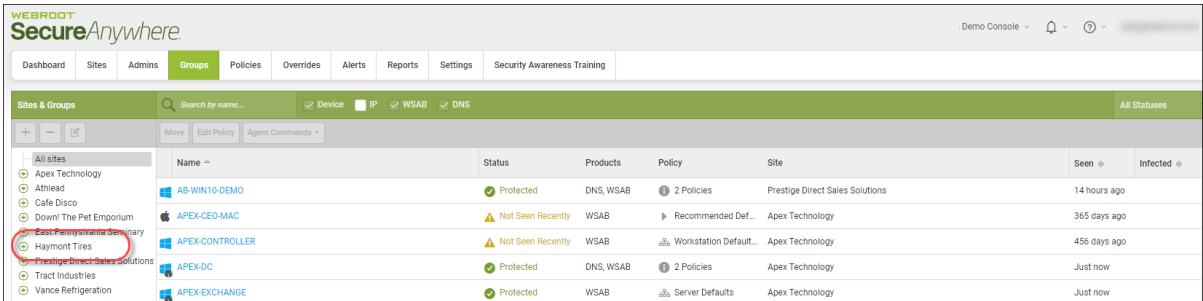 WEBROOT
SecureAnywhere
Demo Console
Dashboard Sites Admins Groups Policies Overrides Alerts Reports Settings Security Awareness Training
Sites & Groups Search by name... Device IP WSAB DNS All Statuses
Move Edit Policy Agent Commands
All sites
Apex Technology
Athlead
Cafe Disco
Down! The Pet Emporium
East Pennysylvania Seminary
Haymont Tires
Prestige Direct Sales Solutions
Tract Industries
Vance Refrigeration
Name Status Products Policy Site Seen Infected
AB-WIN10-DEMO Protected DNS, WSAB 2 Policies Prestige Direct Sales Solutions 14 hours ago
APEX-CEO-MAC Not Seen Recently WSAB Recommended Def... Apex Technology 365 days ago
APEX-CONTROLLER Not Seen Recently WSAB Workstation Default... Apex Technology 456 days ago
APEX-DC Protected DNS, WSAB 2 Policies Apex Technology Just now
APEX-EXCHANGE Protected WSAB Server Defaults Apex Technology Just now